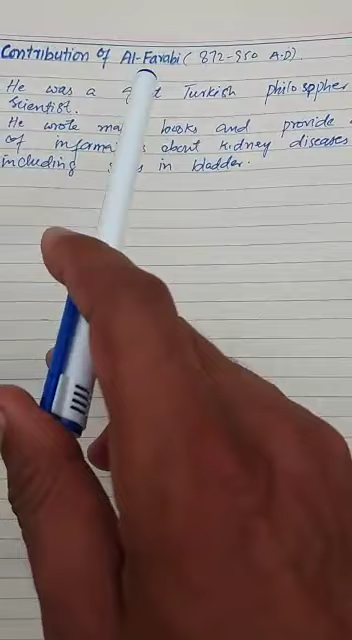 Contribution of Al-Farabi (872-950 A.D).
He was a Turkish philosopher
Scientist.
He wrote books and provide
of about kidney diseases
including in bladder.